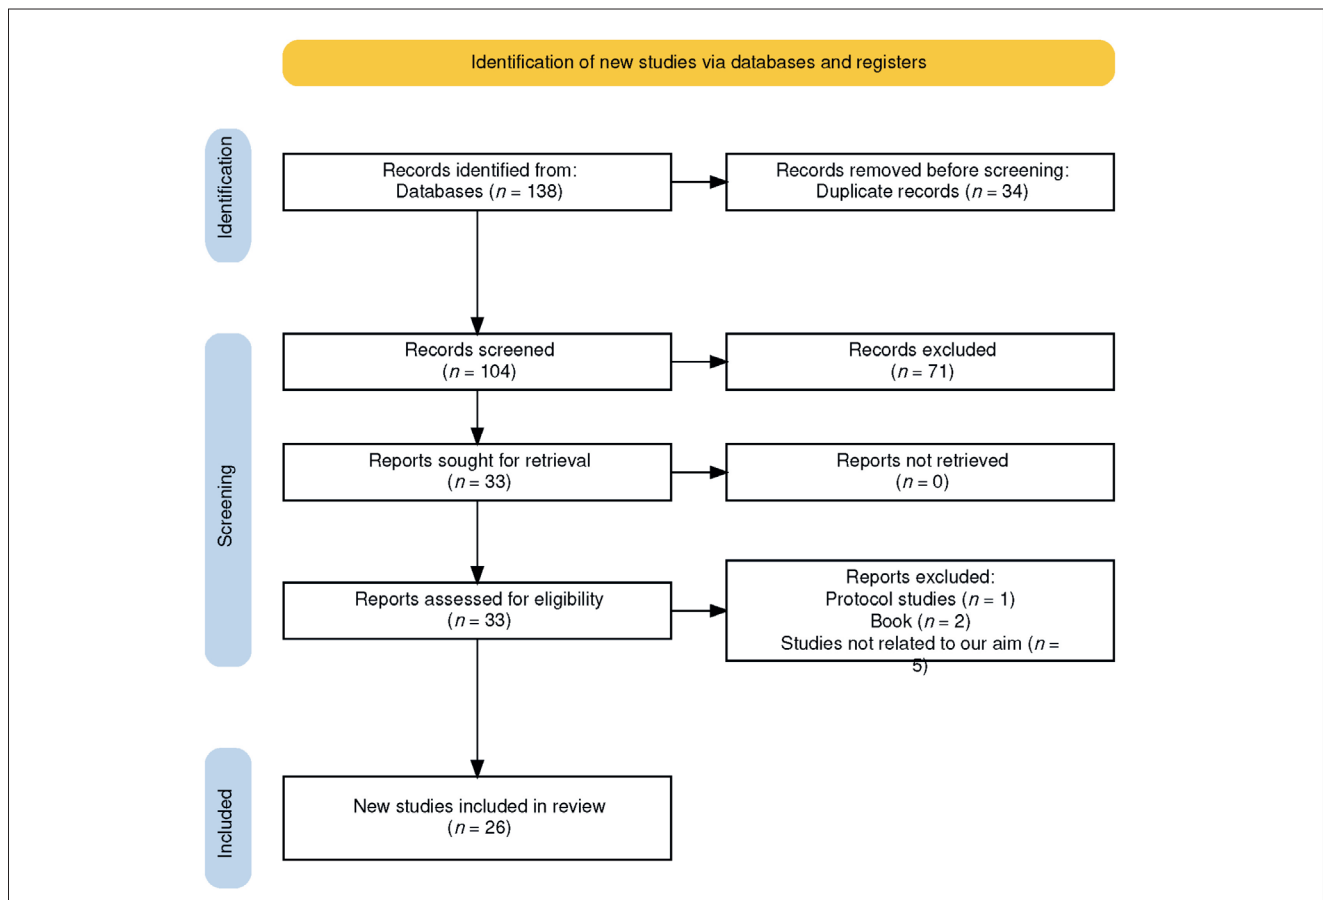 Identification of new studies via databases and registers
Identification
Records identified from:
Databases (n = 138)
Records removed before screening:
Duplicate records (n = 34)
Screening
Records screened
(n = 104)
Records excluded
(n = 71)
Reports sought for retrieval
(n = 33)
Reports not retrieved
(n = 0)
Reports assessed for eligibility
(n = 33)
Reports excluded:
Protocol studies (n = 1)
Book (n = 2)
Studies not related to our aim (n =
5)
Included
New studies included in review
(n = 26)